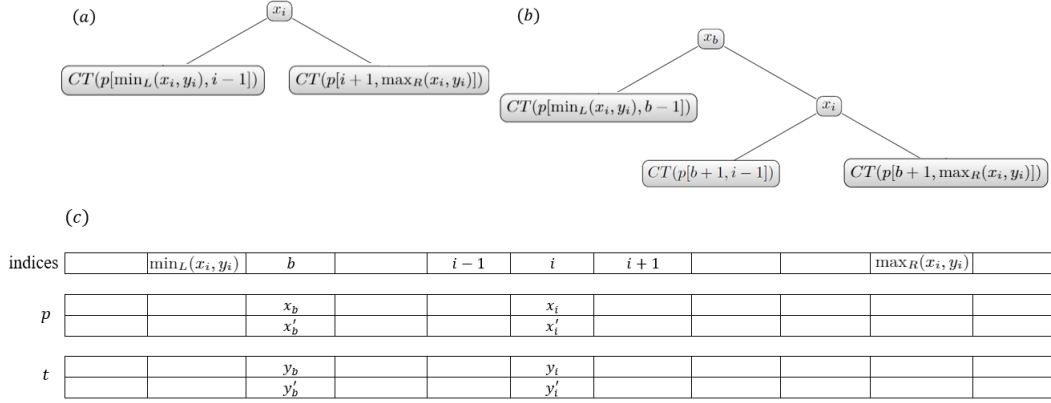 (a)
x_i
CT(p[min_L(x_i, y_i), i − 1])
CT(p[i + 1, max_R(x_i, y_i)])
(b)
x_b
CT(p[min_L(x_i, y_i), b − 1])
x_i
CT(p[b + 1, i − 1])
CT(p[b + 1, max_R(x_i, y_i)])
(c)
indices min_L(x_i, y_i) b i − 1 i i + 1 max_R(x_i, y_i)
p
x_b x_i
x'_b x'_i
t
y_b y_i
y'_b y'_i